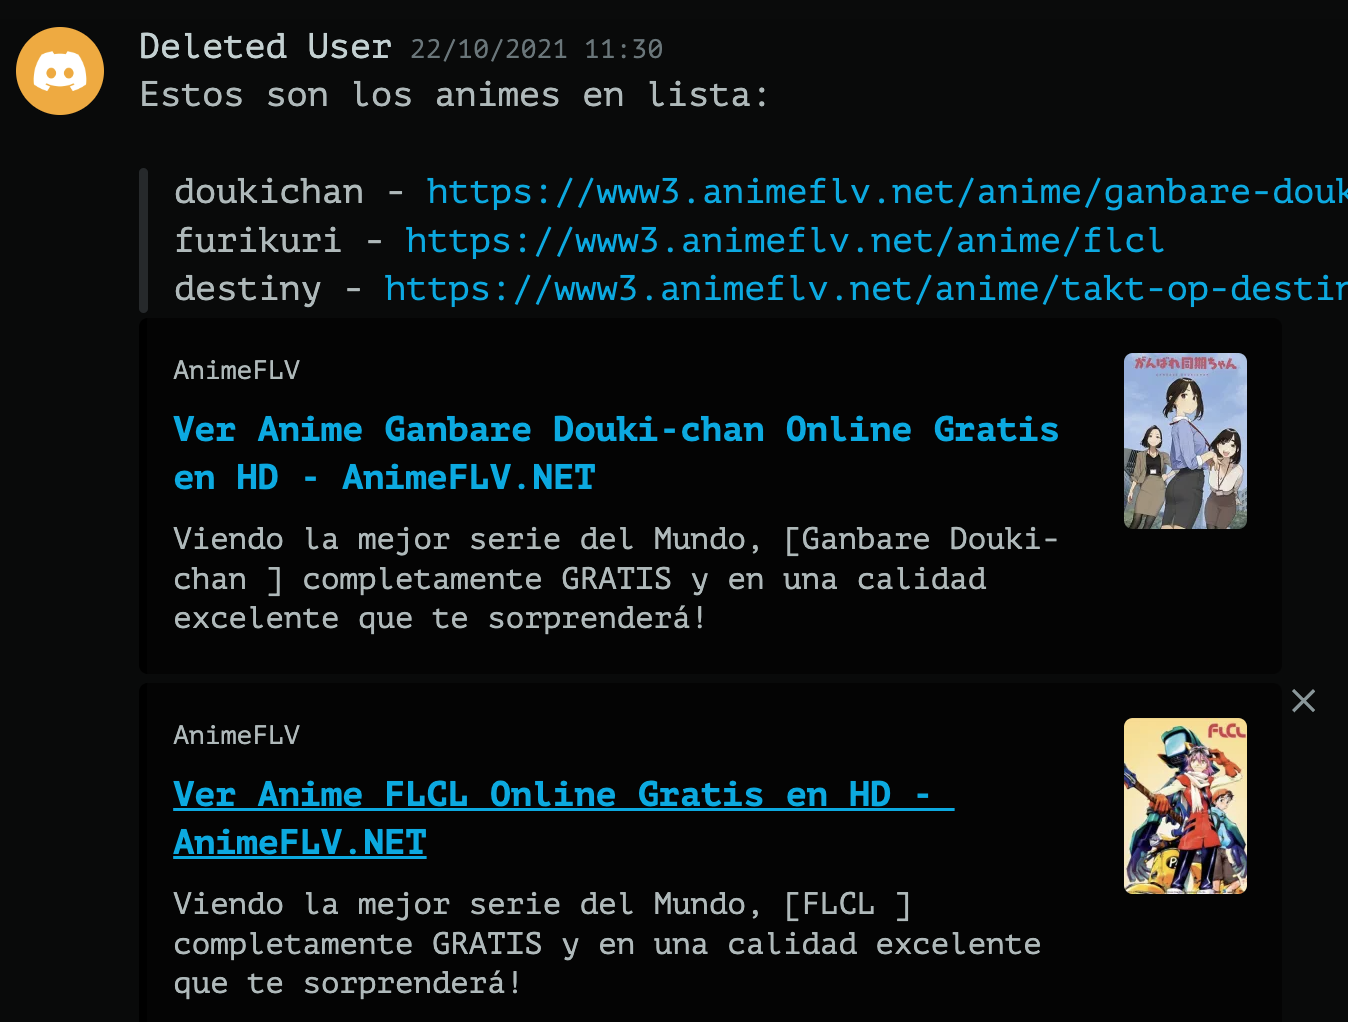 Deleted User 22/10/2021 11:30
Estos son los animes en lista:
doukichan - https://www3.animeflv.net/anime/ganbare-douk
furikuri - https://www3.animeflv.net/anime/flcl
destiny - https://www3.animeflv.net/anime/takt-op-destin
AnimeFLV
がんばれ同期ちゃん
Ver Anime Ganbare Douki-chan Online Gratis
en HD - AnimeFLV.NET
Viendo la mejor serie del Mundo, [Ganbare Douki-
chan ] completamente GRATIS y en una calidad
excelente que te sorprenderá!
AnimeFLV
FLCL
Ver Anime FLCL Online Gratis en HD -
AnimeFLV.NET
Viendo la mejor serie del Mundo, [FLCL ]
completamente GRATIS y en una calidad excelente
que te sorprenderá!